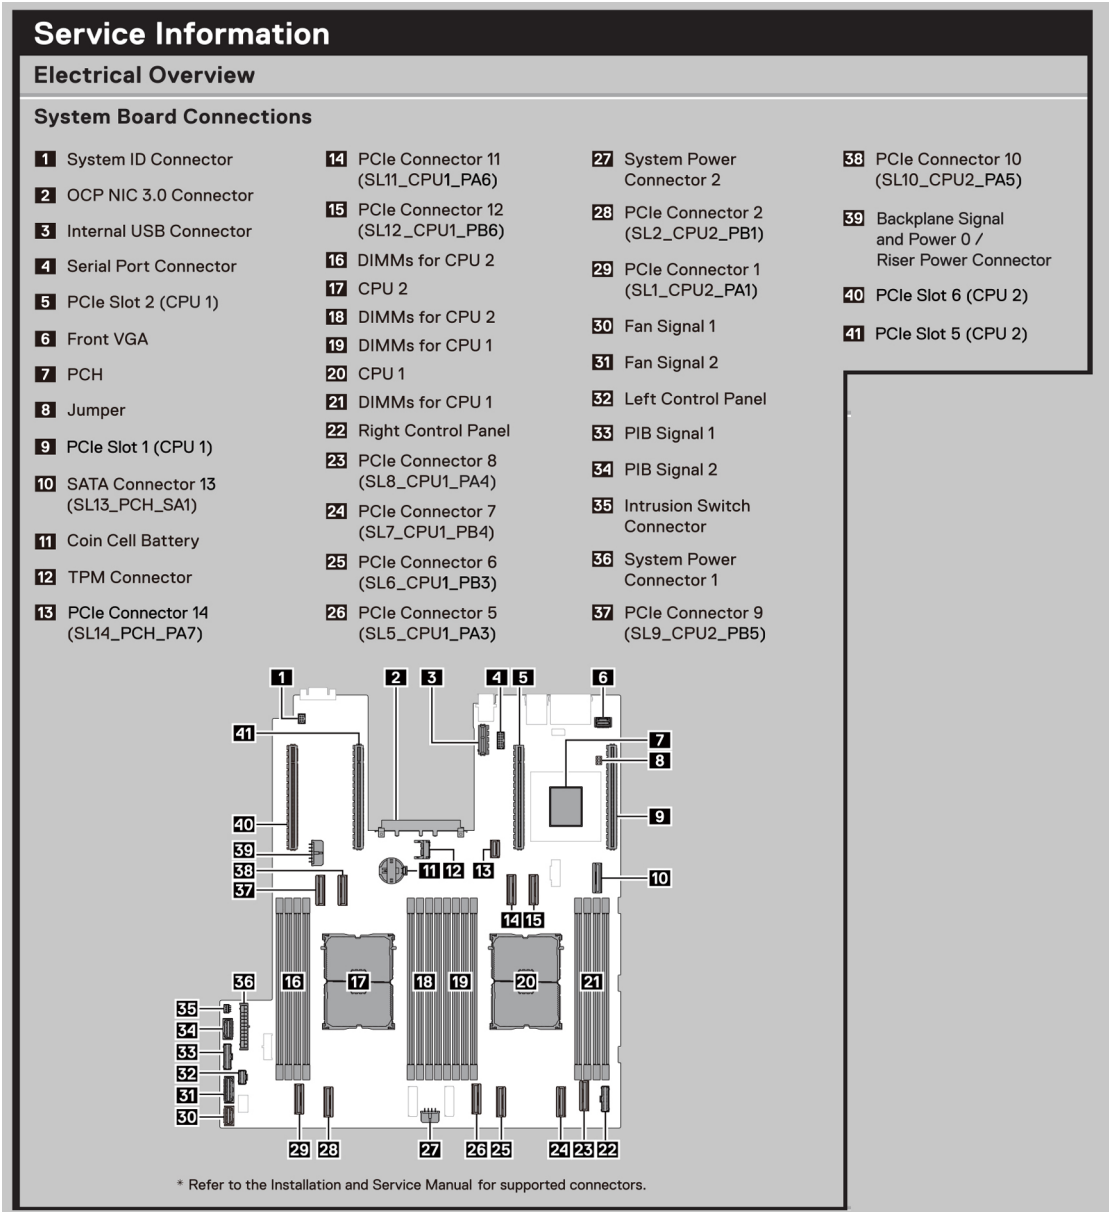 Service Information
Electrical Overview
System Board Connections
1 System ID Connector
2 OCP NIC 3.0 Connector
3 Internal USB Connector
4 Serial Port Connector
5 PCIe Slot 2 (CPU 1)
6 Front VGA
7 PCH
8 Jumper
9 PCIe Slot 1 (CPU 1)
10 SATA Connector 13
(SL13_PCH_SA1)
11 Coin Cell Battery
12 TPM Connector
13 PCIe Connector 14
(SL14_PCH_PA7)
14 PCIe Connector 11
(SL11_CPU1_PA6)
15 PCIe Connector 12
(SL12_CPU1_PB6)
16 DIMMs for CPU 2
17 CPU 2
18 DIMMs for CPU 2
19 DIMMs for CPU 1
20 CPU 1
21 DIMMs for CPU 1
22 Right Control Panel
23 PCIe Connector 8
(SL8_CPU1_PA4)
24 PCIe Connector 7
(SL7_CPU1_PB4)
25 PCIe Connector 6
(SL6_CPU1_PB3)
26 PCIe Connector 5
(SL5_CPU1_PA3)
27 System Power
Connector 2
28 PCIe Connector 2
(SL2_CPU2_PB1)
29 PCIe Connector 1
(SL1_CPU2_PA1)
30 Fan Signal 1
31 Fan Signal 2
32 Left Control Panel
33 PIB Signal 1
34 PIB Signal 2
35 Intrusion Switch
Connector
36 System Power
Connector 1
37 PCIe Connector 9
(SL9_CPU2_PB5)
38 PCIe Connector 10
(SL10_CPU2_PA5)
39 Backplane Signal
and Power 0 /
Riser Power Connector
40 PCIe Slot 6 (CPU 2)
41 PCIe Slot 5 (CPU 2)
1 2 3 4 5 6
41 7
8
40 9
39
38 11 12 13 10
37
14 15
36 16 17 18 19 20 21
35
34
33
32
31
30
29 28 27 26 25 24 23 22
* Refer to the Installation and Service Manual for supported connectors.